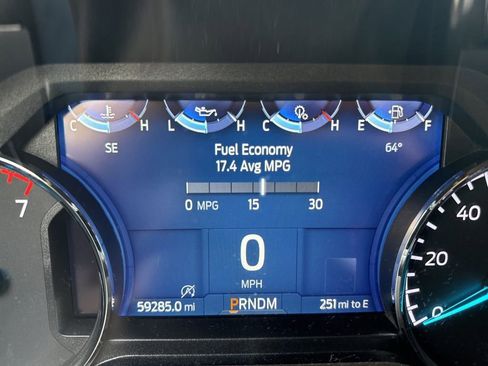 C H L H C H E F
SE
Fuel Economy
64°
17.4 Avg MPG
0 MPG 15 30
7
0
MPH
59285.0 mi
PRNDM
251 mi to E
40
20
0